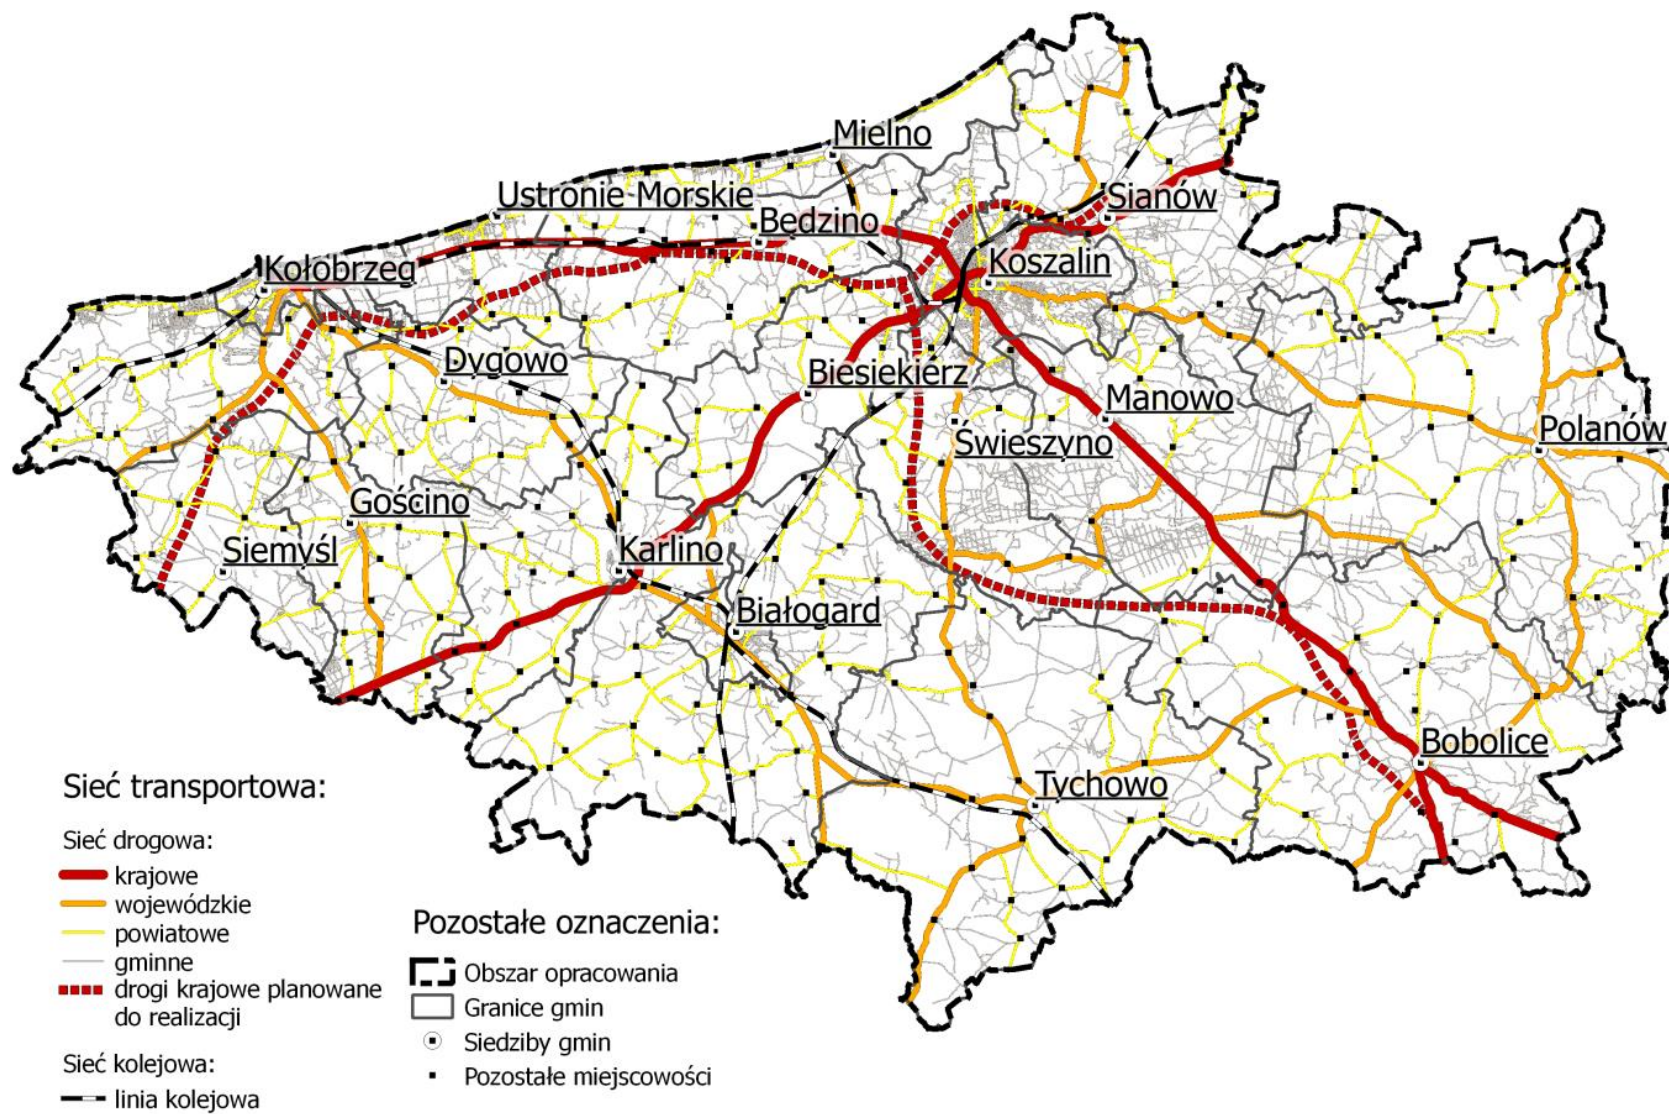 Mielno
Ustronie Morskie
Sianów
Będzino
Kołobrzeg
Koszalin
Dygowo
Biesiekierz
Manowo
Świeszyno
Polanów
Gościno
Siemyśl
Karlino
Białogard
Bobolice
Tychowo
Sieć transportowa:
Sieć drogowa:
krajowe
wojewódzkie
powiatowe
gminne
drogi krajowe planowane
do realizacji
Sieć kolejowa:
linia kolejowa
Pozostałe oznaczenia:
Obszar opracowania
Granice gmin
Siedziby gmin
Pozostałe miejscowości